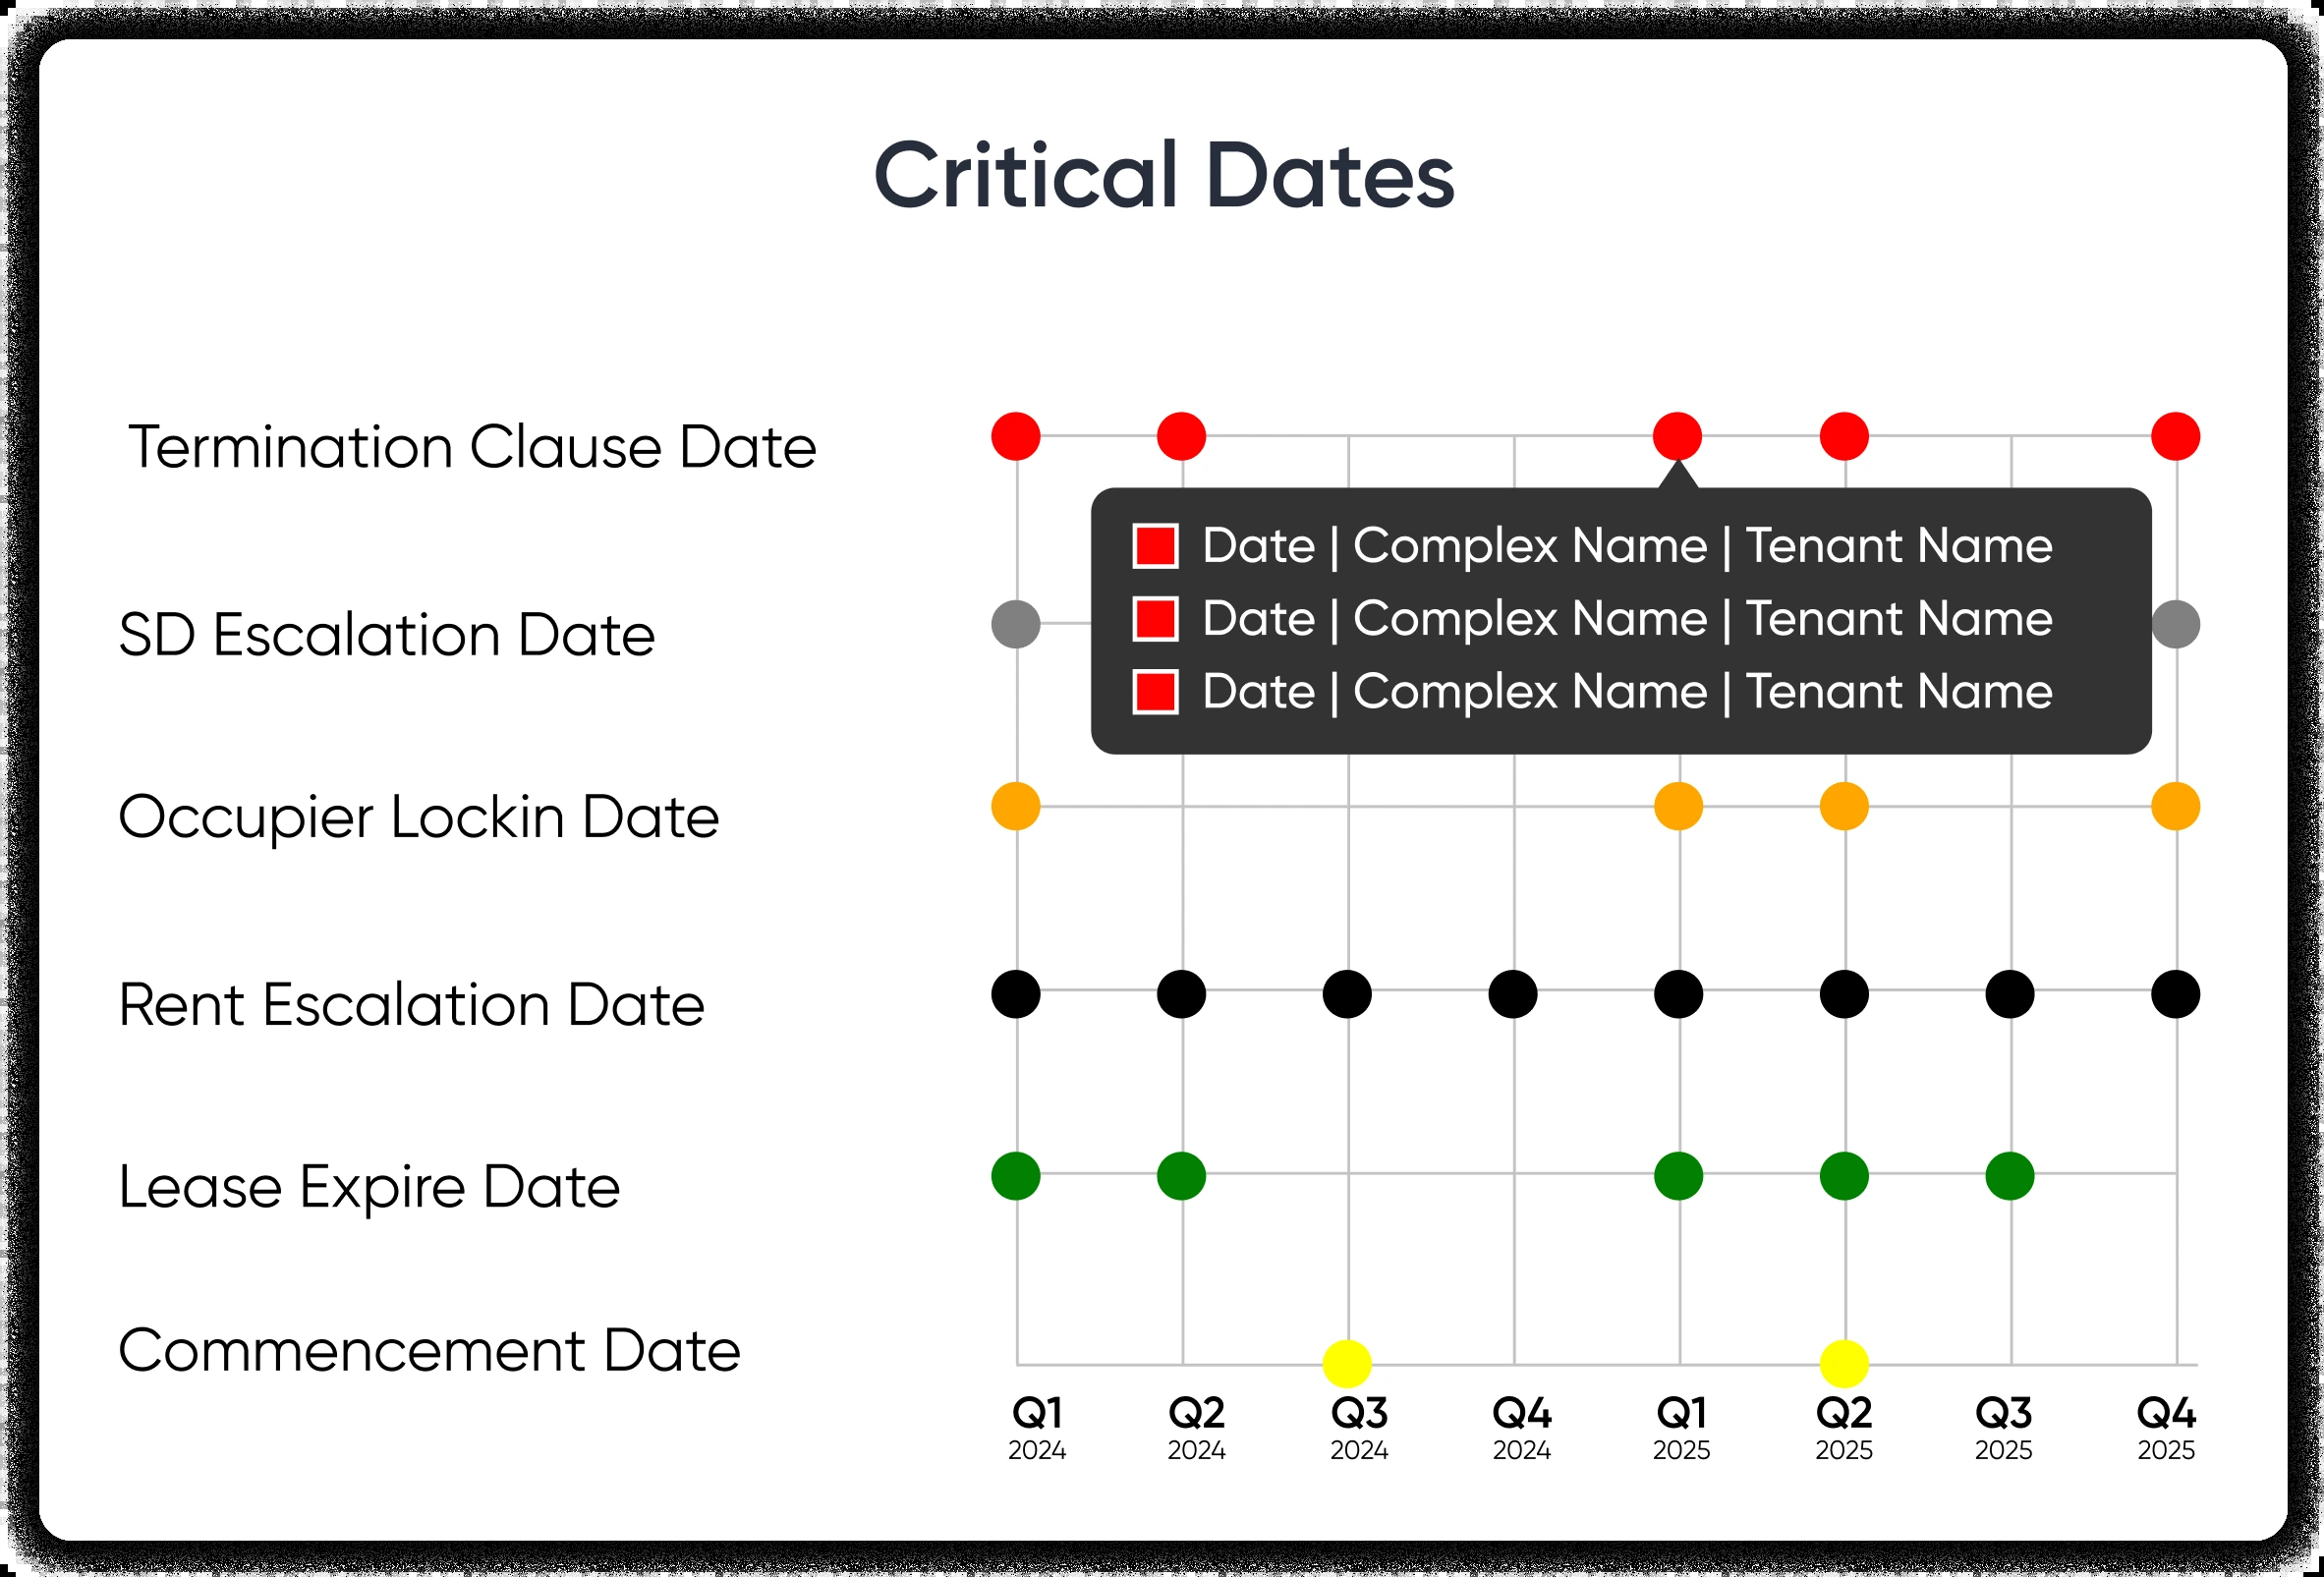 Critical Dates
Termination Clause Date
Date | Complex Name | Tenant Name
Date | Complex Name | Tenant Name
Date | Complex Name | Tenant Name
SD Escalation Date
Occupier Lockin Date
Rent Escalation Date
Lease Expire Date
Commencement Date
Q1 Q2 Q3 Q4 Q1 Q2 Q3 Q4
2024 2024 2024 2024 2025 2025 2025 2025